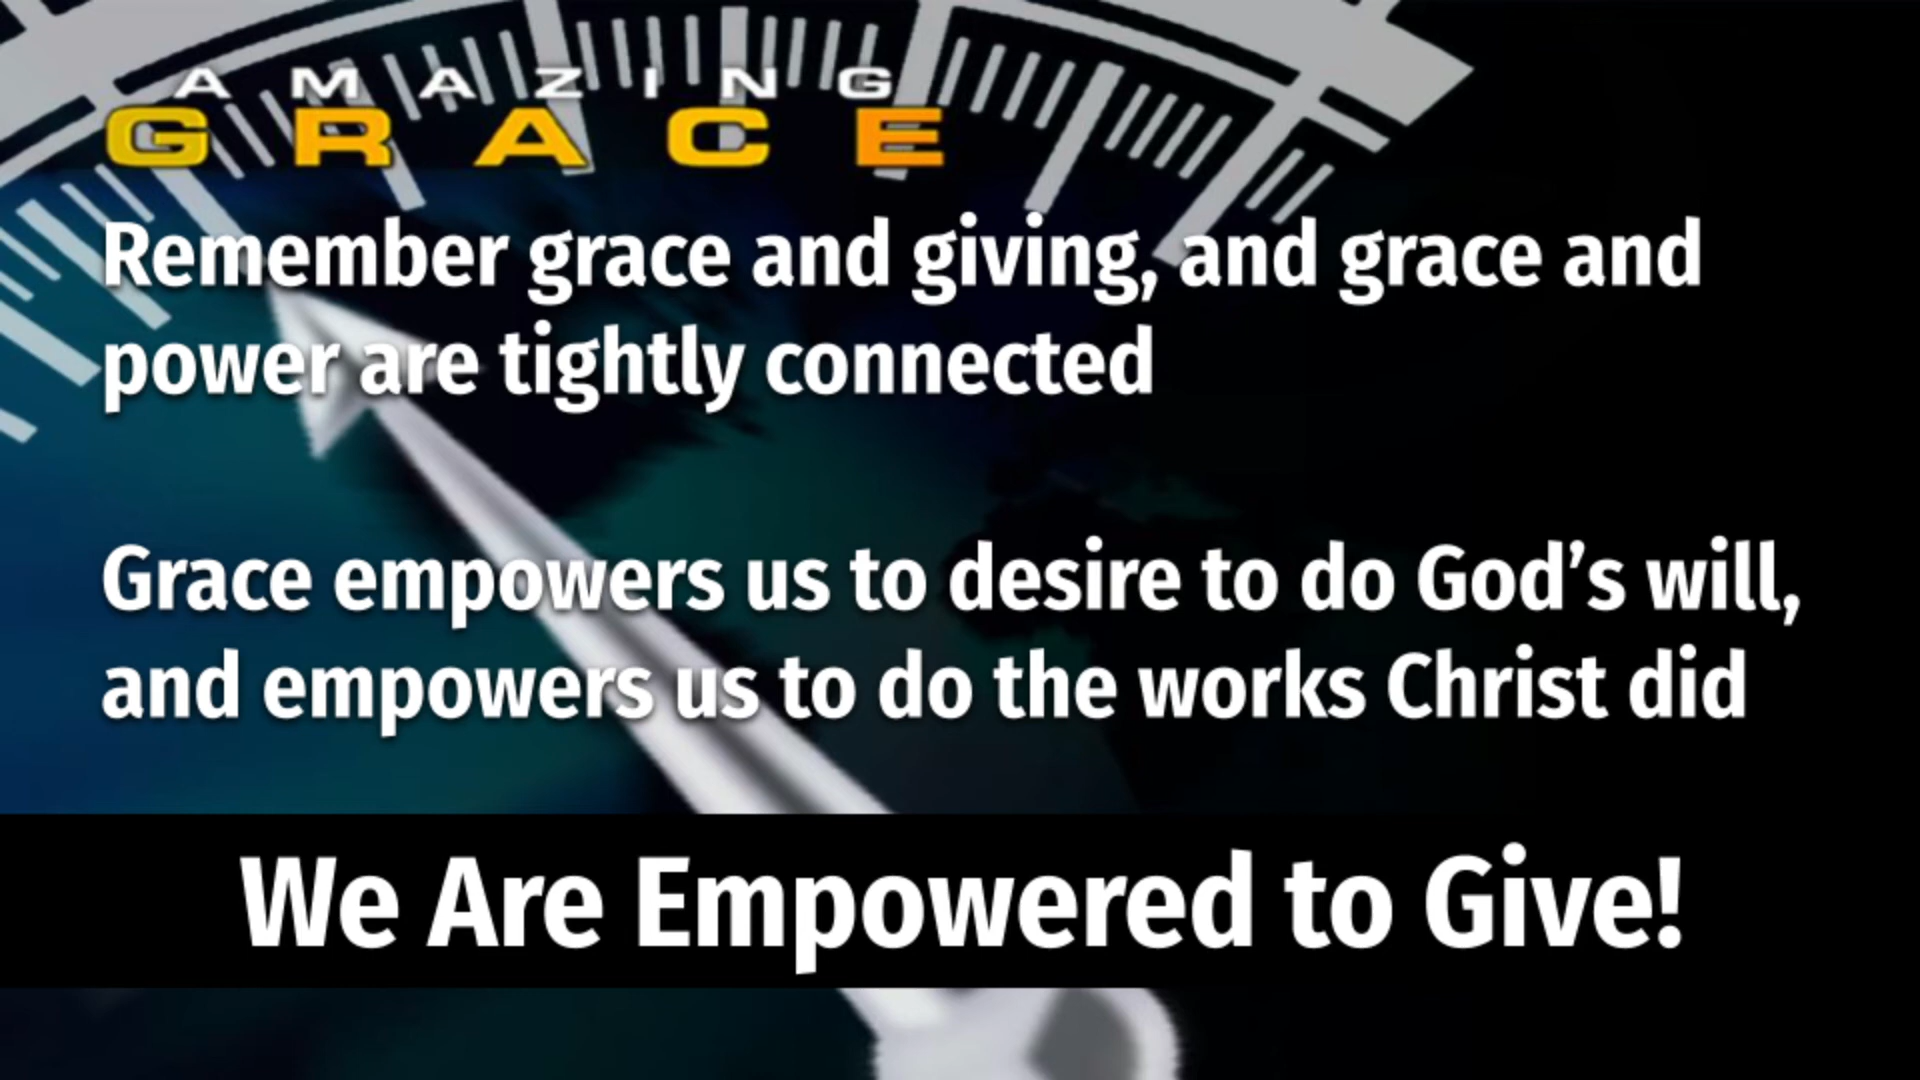 AMAZING
GRACE
Remember grace and giving, and grace and
power are tightly connected
Grace empowers us to desire to do God’s will,
and empowers us to do the works Christ did
We Are Empowered to Give!